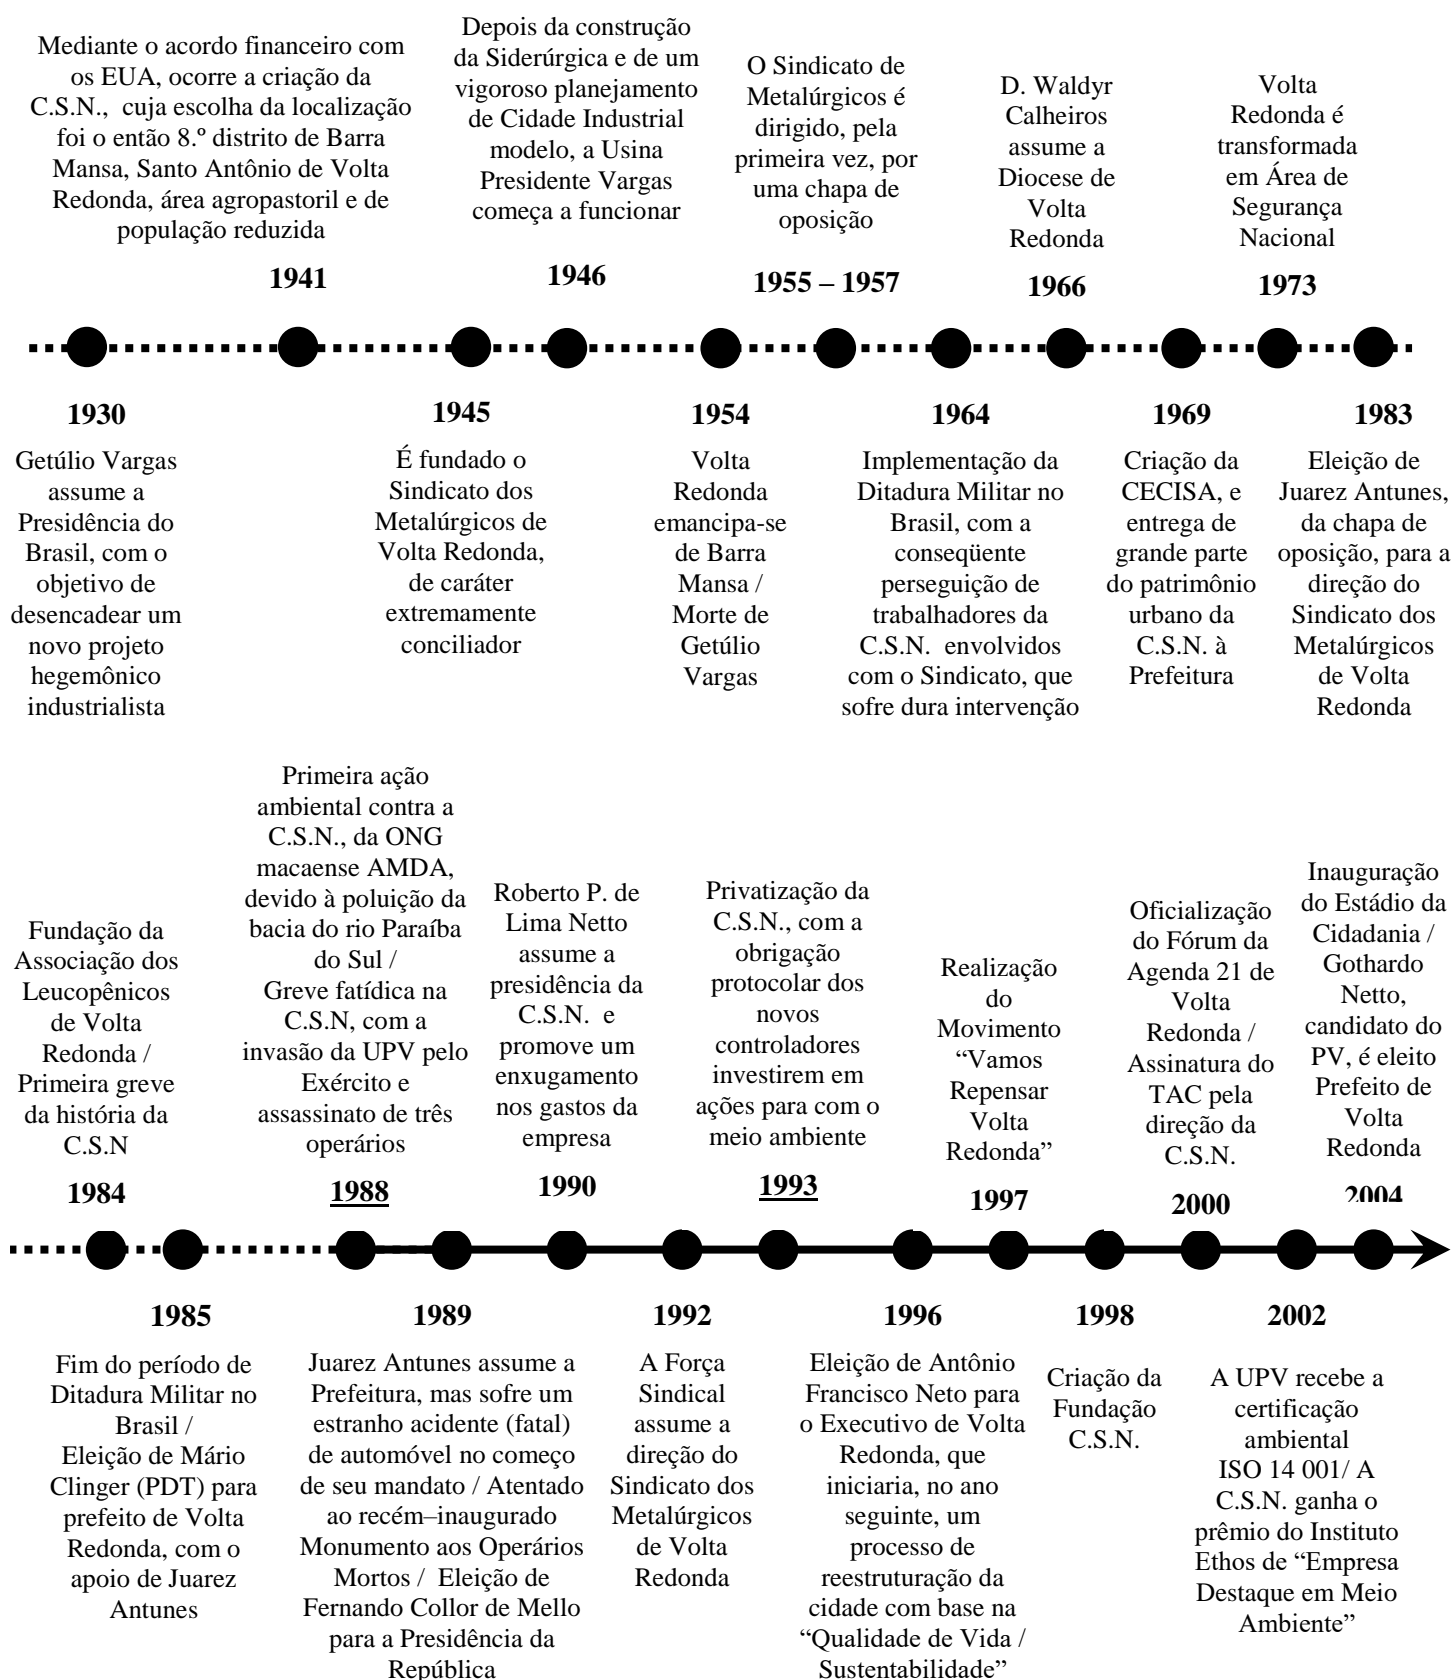 Mediante o acordo financeiro com
os EUA, ocorre a criação da
C.S.N., cuja escolha da localização
foi o então 8.º distrito de Barra
Mansa, Santo Antônio de Volta
Redonda, área agropastoril e de
população reduzida
1941
Depois da construção
da Siderúrgica e de um
vigoroso planejamento
de Cidade Industrial
modelo, a Usina
Presidente Vargas
começa a funcionar
1946
O Sindicato de
Metalúrgicos é
dirigido, pela
primeira vez, por
uma chapa de
oposição
1955 – 1957
D. Waldyr
Calheiros
assume a
Diocese de
Volta
Redonda
1966
Volta
Redonda é
transformada
em Área de
Segurança
Nacional
1973
1930
Getúlio Vargas
assume a
Presidência do
Brasil, com o
objetivo de
desencadear um
novo projeto
hegemônico
industrialista
1945
É fundado o
Sindicato dos
Metalúrgicos de
Volta Redonda,
de caráter
extremamente
conciliador
1954
Volta
Redonda
emancipa-se
de Barra
Mansa /
Morte de
Getúlio
Vargas
1964
Implementação da
Ditadura Militar no
Brasil, com a
conseqüente
perseguição de
trabalhadores da
C.S.N. envolvidos
com o Sindicato, que
sofre dura intervenção
1969
Criação da
CECISA, e
entrega de
grande parte
do patrimônio
urbano da
C.S.N. à
Prefeitura
1983
Eleição de
Juarez Antunes,
da chapa de
oposição, para a
direção do
Sindicato dos
Metalúrgicos
de Volta
Redonda
Fundação da
Associação dos
Leucopênicos
de Volta
Redonda /
Primeira greve
da história da
C.S.N
1984
Primeira ação
ambiental contra a
C.S.N., da ONG
macaense AMDA,
devido à poluição da
bacia do rio Paraíba
do Sul /
Greve fatídica na
C.S.N, com a
invasão da UPV pelo
Exército e
assassinato de três
operários
1988
Roberto P. de
Lima Netto
assume a
presidência da
C.S.N. e
promove um
enxugamento
nos gastos da
empresa
1990
Privatização da
C.S.N., com a
obrigação
protocolar dos
novos
controladores
investirem em
ações para com o
meio ambiente
1993
Realização
do
Movimento
“Vamos
Repensar
Volta
Redonda”
1997
Oficialização
do Fórum da
Agenda 21 de
Volta
Redonda /
Assinatura do
TAC pela
direção da
C.S.N.
2000
Inauguração
do Estádio da
Cidadania /
Gothardo
Netto,
candidato do
PV, é eleito
Prefeito de
Volta
Redonda
2004
1985
Fim do período de
Ditadura Militar no
Brasil /
Eleição de Mário
Clinger (PDT) para
prefeito de Volta
Redonda, com o
apoio de Juarez
Antunes
1989
Juarez Antunes assume a
Prefeitura, mas sofre um
estranho acidente (fatal)
de automóvel no começo
de seu mandato / Atentado
ao recém–inaugurado
Monumento aos Operários
Mortos / Eleição de
Fernando Collor de Mello
para a Presidência da
República
1992
A Força
Sindical
assume a
direção do
Sindicato dos
Metalúrgicos
de Volta
Redonda
1996
Eleição de Antônio
Francisco Neto para
o Executivo de Volta
Redonda, que
iniciaria, no ano
seguinte, um
processo de
reestruturação da
cidade com base na
“Qualidade de Vida /
Sustentabilidade”
1998
Criação da
Fundação
C.S.N.
2002
A UPV recebe a
certificação
ambiental
ISO 14 001/ A
C.S.N. ganha o
prêmio do Instituto
Ethos de “Empresa
Destaque em Meio
Ambiente”